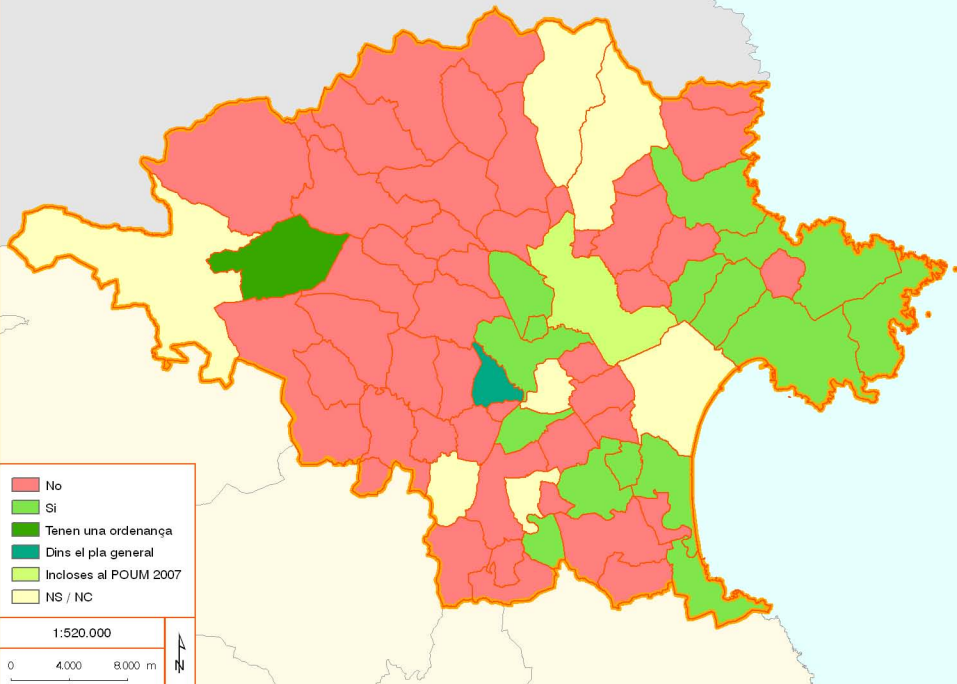 No
Si
Tenen una ordenança
Dins el pla general
Incloses al POUM 2007
NS / NC
1:520.000
0 4.000 8.000 m
N